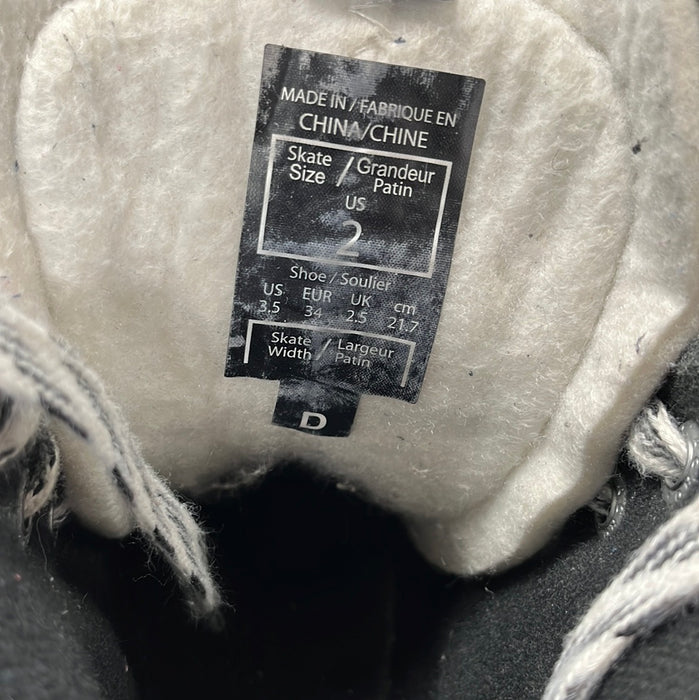 MADE IN / FABRIQUE EN
CHINA/CHINE
Skate Size / Grandeur Patin
US
2
Shoe / Soulier
US EUR UK cm
3.5 34 2.5 21.7
Skate Width / Largeur Patin
D